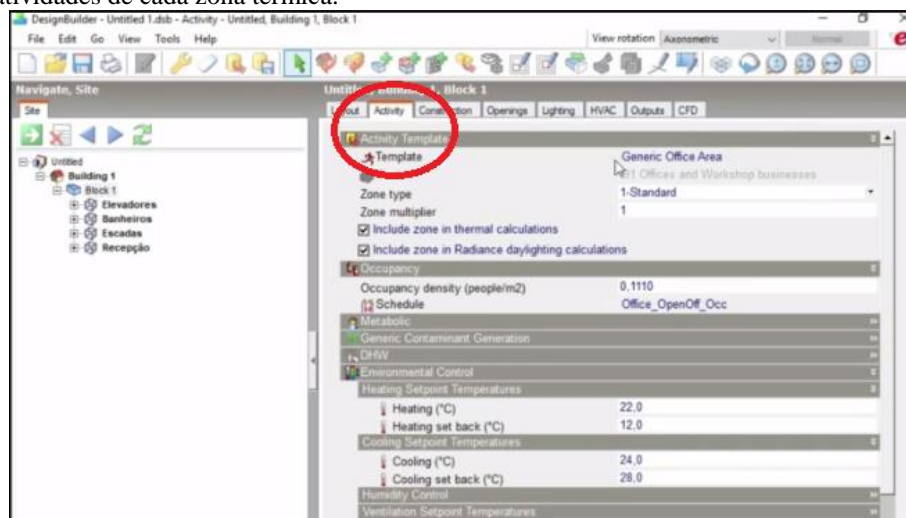 atividades de cada zona térmica.
DesignBuilder - Untitled 1.dsb - Activity - Untitled, Building 1, Block 1
File Edit Go View Tools Help
View rotation Axonometric
Normal
Navigate, Site
Site
Untitled
Building 1
Block 1
Elevadores
Banheiros
Escadas
Recepção
Untitled, Building 1, Block 1
Layout Activity Construction Openings Lighting HVAC Outputs CFD
Activity Template
Template Generic Office Area
B1 Offices and Workshop businesses
Zone type 1-Standard
Zone multiplier 1
Include zone in thermal calculations
Include zone in Radiance daylighting calculations
Occupancy
Occupancy density (people/m2) 0,1110
Schedule Office_OpenOff_Occ
Metabolic
Generic Contaminant Generation
DHW
Environmental Control
Heating Setpoint Temperatures
Heating (°C) 22,0
Heating set back (°C) 12,0
Cooling Setpoint Temperatures
Cooling (°C) 24,0
Cooling set back (°C) 28,0
Humidity Control
Ventilation Setpoint Temperatures